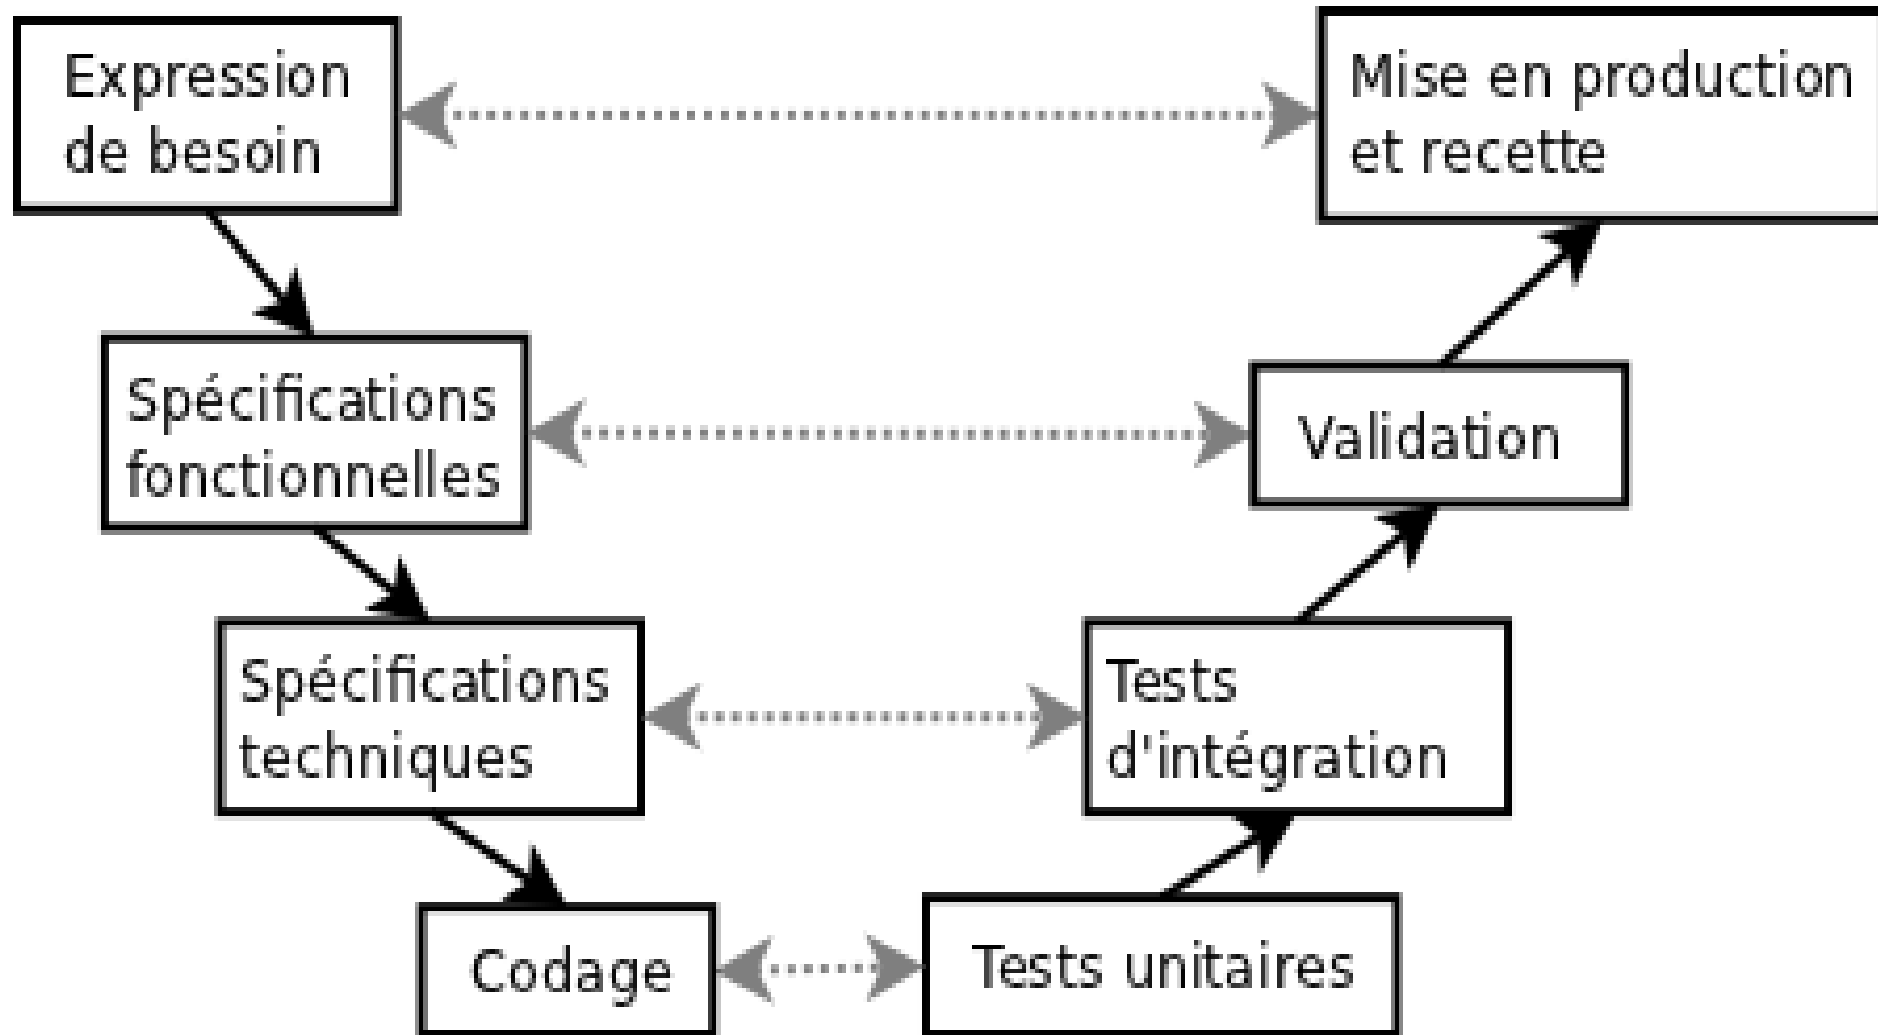 Expression
de besoin
Mise en production
et recette
Spécifications
fonctionnelles
Validation
Spécifications
techniques
Tests
d'intégration
Codage
Tests unitaires